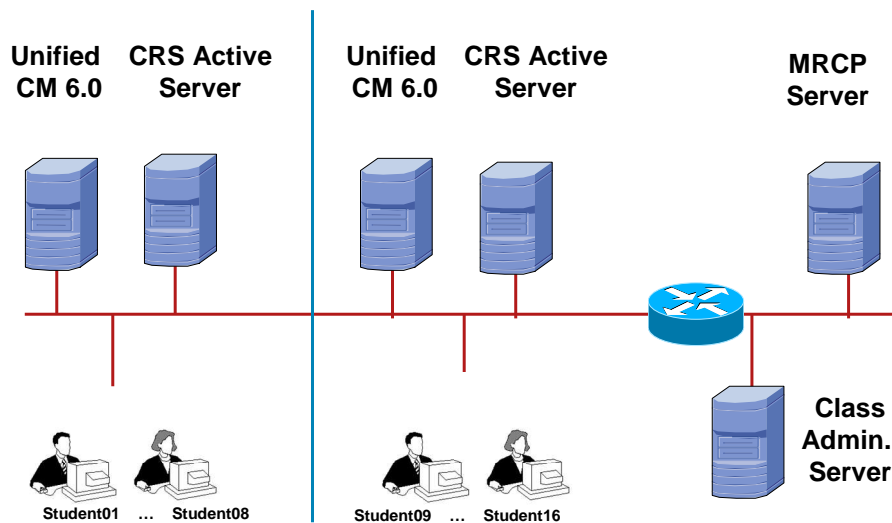 Unified
CM 6.0
CRS Active
Server
Unified
CM 6.0
CRS Active
Server
MRCP
Server
Class
Admin.
Server
Student01 ... Student08
Student09 ... Student16